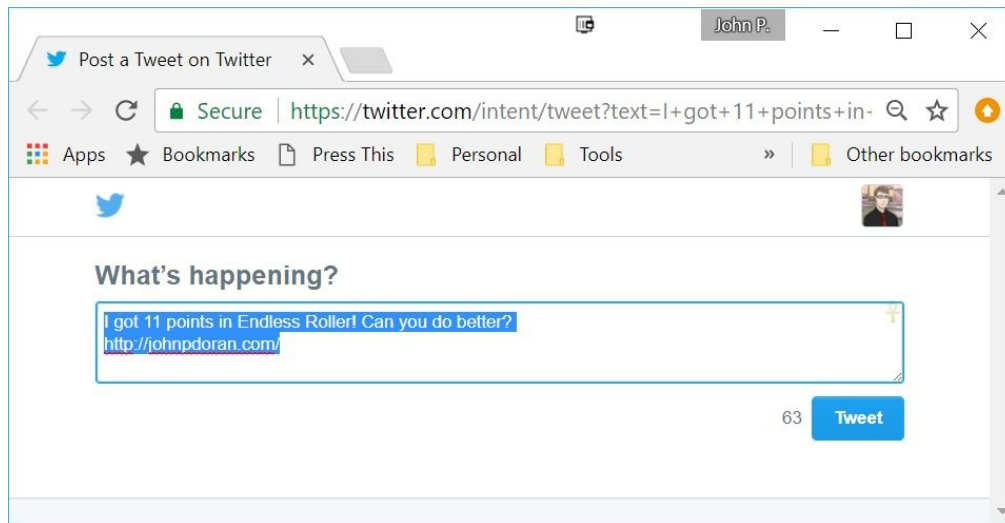 John P.
Post a Tweet on Twitter
Secure https://twitter.com/intent/tweet?text=I+got+11+points+in-
Apps Bookmarks Press This Personal Tools » Other bookmarks
What's happening?
I got 11 points in Endless Roller! Can you do better?
http://johnpdoran.com/
63 Tweet